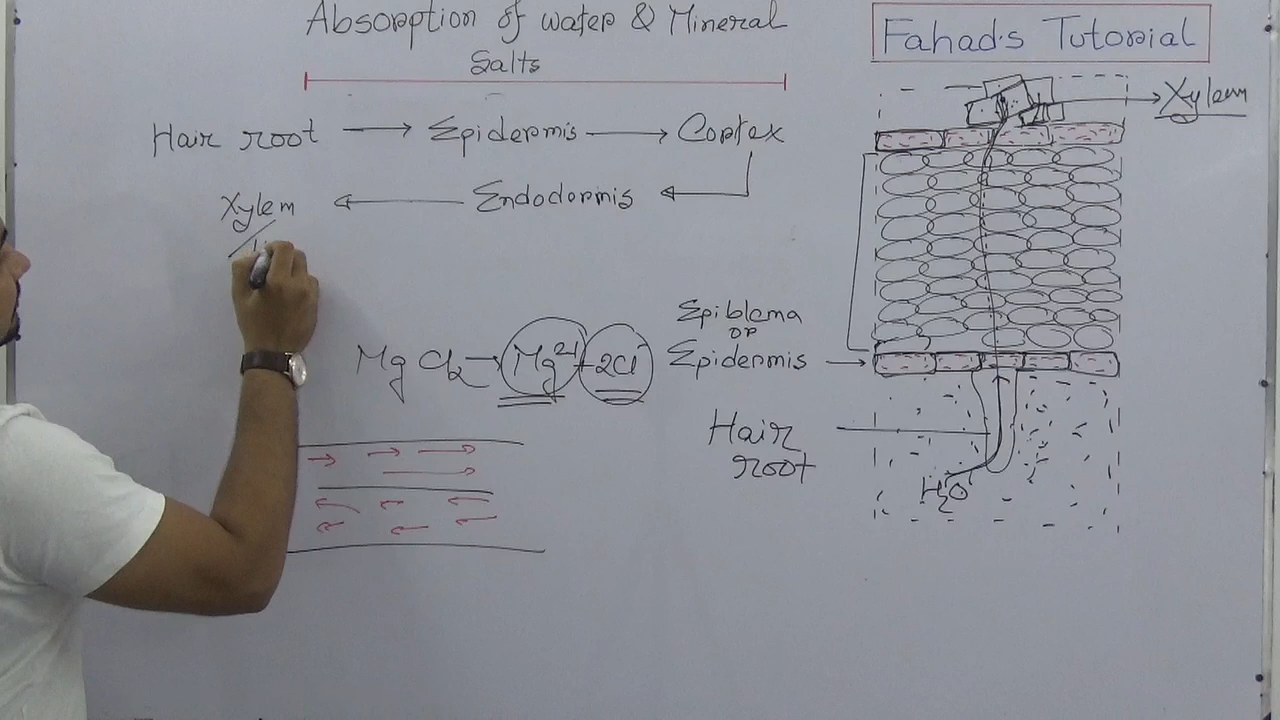 Absorption of water & Mineral
Salts
Fahad's Tutorial
Hair root → Epidermis → Cortex
Xylem ← Endodermis
Xylem
MgCl2 → Mg2+ + 2Cl
Epiblema
or
Epidermis
Hair
root
H2O